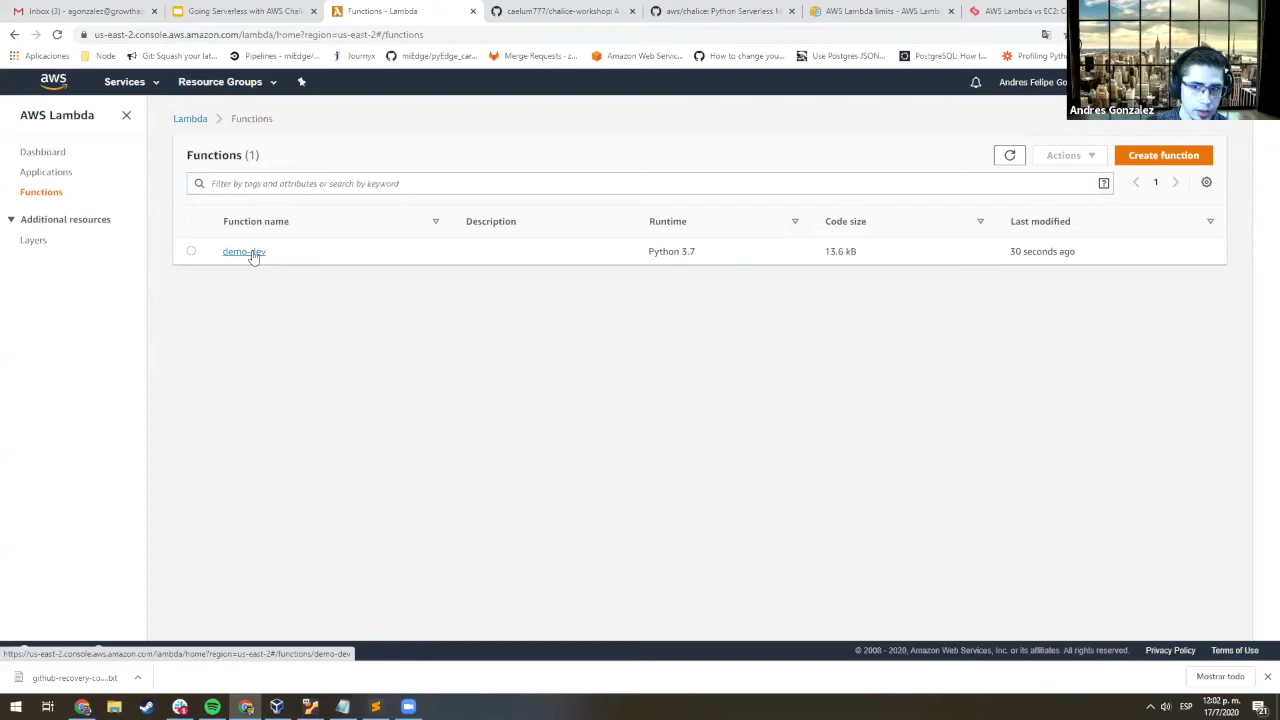 Inbox (3) - agonzalez@growtha
Going Serverless with AWS Chali
Functions - Lambda
caelum777/chalice-workshop: A
aws/chalice: Python Serverless M
AWS Lambda limits - AWS Lamb
AWS Lambda vs EC2: C
us-east-2.console.aws.amazon.com/lambda/home?region=us-east-2#/functi
Aplicaciones
Node
Git Squash your lat...
Pipelines - miEdge/...
Journyx
miEdge/pyEdge_car...
Merge Requests · z...
Amazon Web Servic...
How to change you...
Use Postgres JSON...
PostgreSQL: How t...
Profiling Pyth
aws
Services
Resource Groups
Andres Felipe Go
Andres Gonzalez
AWS Lambda
Lambda
Functions
Dashboard
Applications
Functions
Additional resources
Layers
Functions (1)
Actions
Create function
Filter by tags and attributes or search by keyword
1
Function name
Description
Runtime
Code size
Last modified
demo-dev
Python 3.7
13.6 kB
30 seconds ago
https://us-east-2.console.aws.amazon.com/lambda/home?region=us-east-2#/functions/demo-dev
© 2008 - 2020, Amazon Web Services, Inc. or its affiliates. All rights reserved.
Privacy Policy
Terms of Use
github-recovery-co....txt
Mostrar todo
ESP
12:02 p. m.
17/7/2020
21